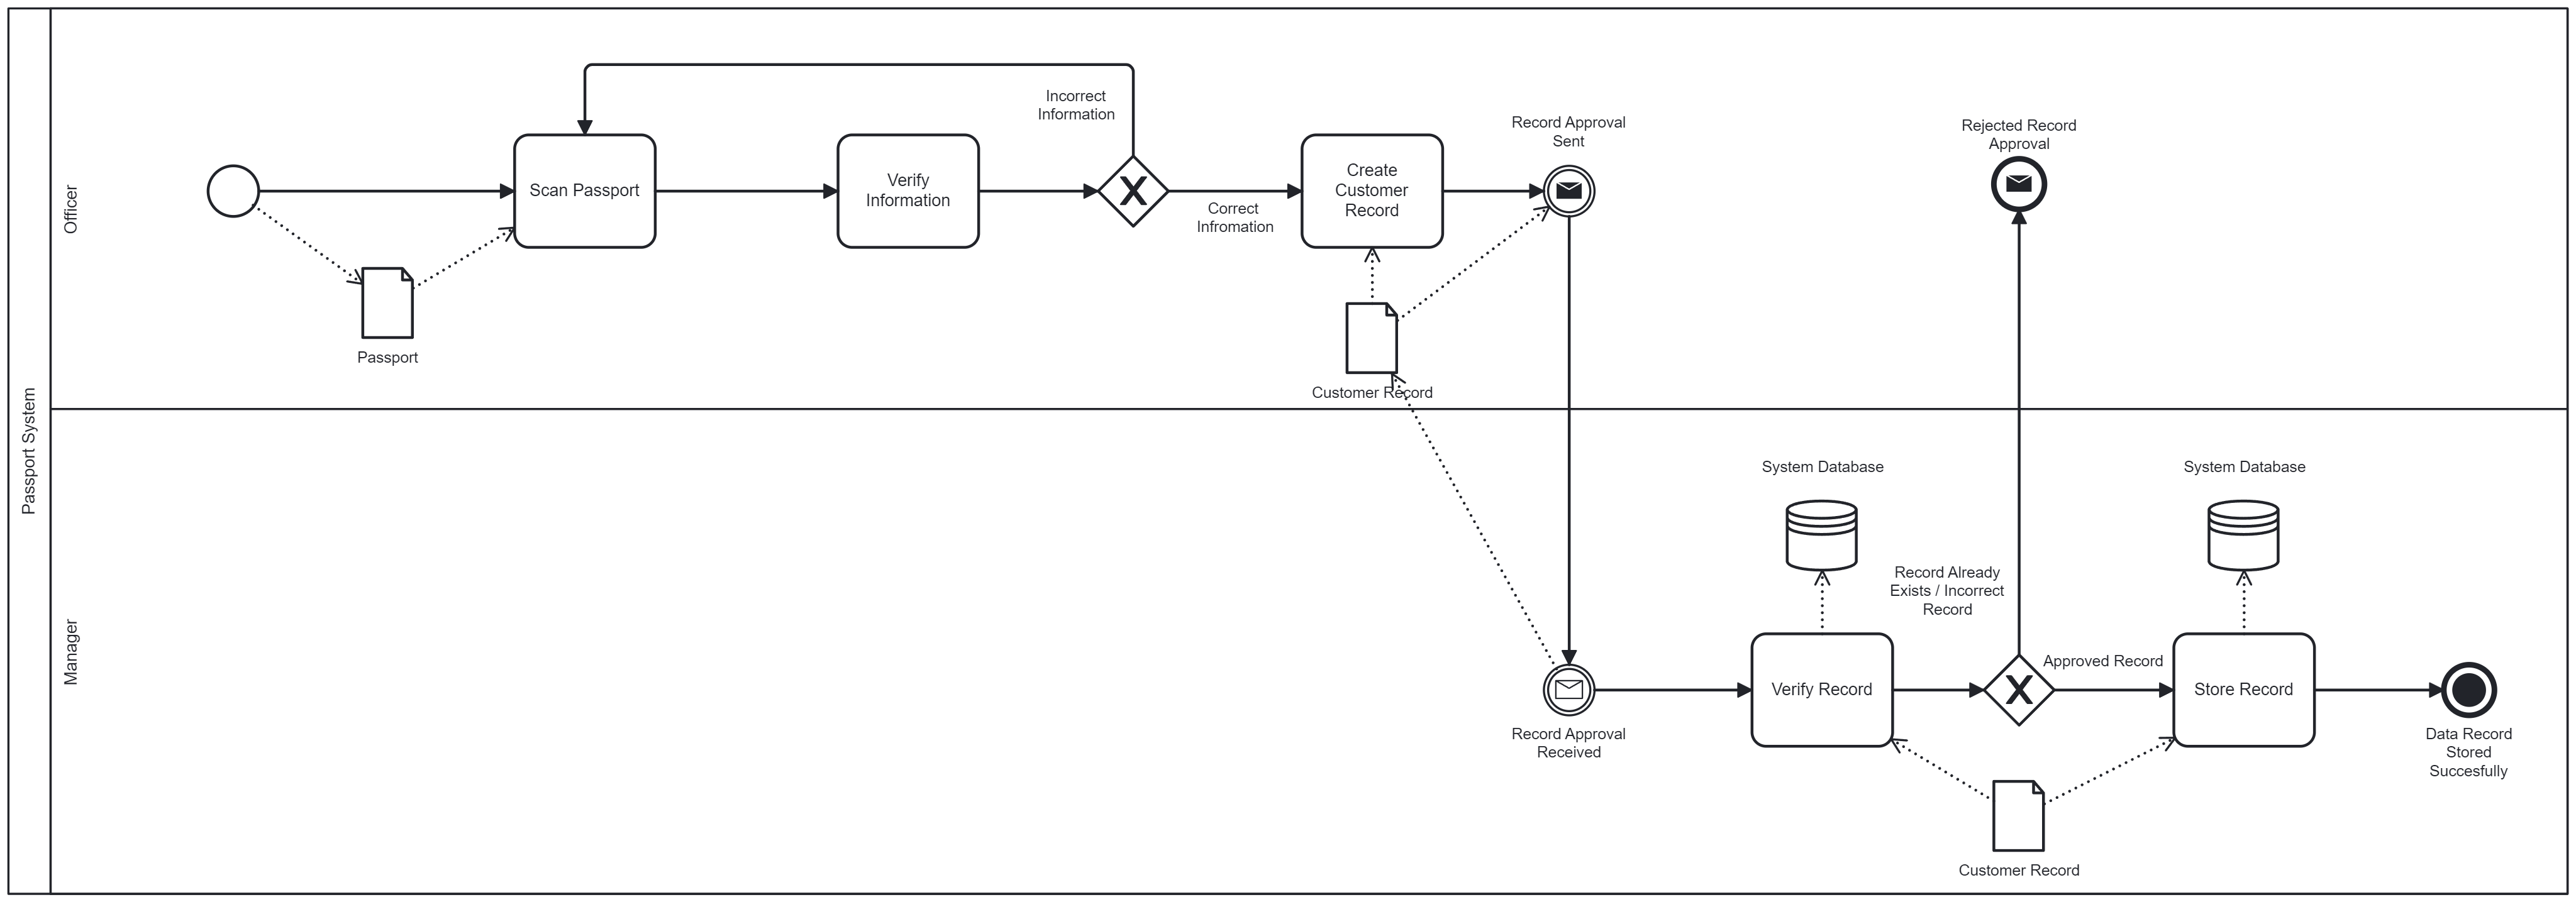 Passport System
Officer
Scan Passport
Passport
Verify
Information
Incorrect
Information
Correct
Infromation
Create
Customer
Record
Customer Record
Record Approval
Sent
Rejected Record
Approval
Manager
Record Approval
Received
System Database
Verify Record
Record Already
Exists / Incorrect
Record
Approved Record
System Database
Store Record
Customer Record
Data Record
Stored
Succesfully